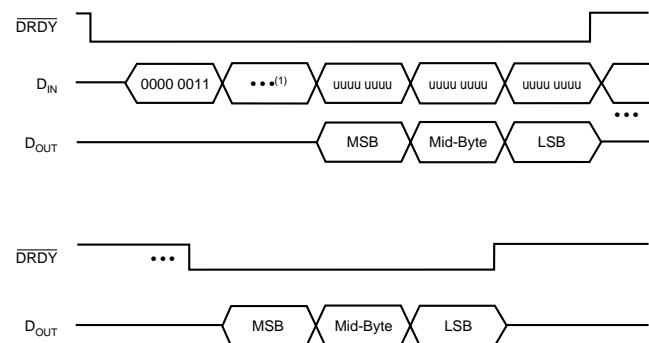 DRDY
DIN 0000 0011 •••(1) uuuu uuuu uuuu uuuu uuuu uuuu
•••
DOUT MSB Mid-Byte LSB
DRDY •••
DOUT MSB Mid-Byte LSB